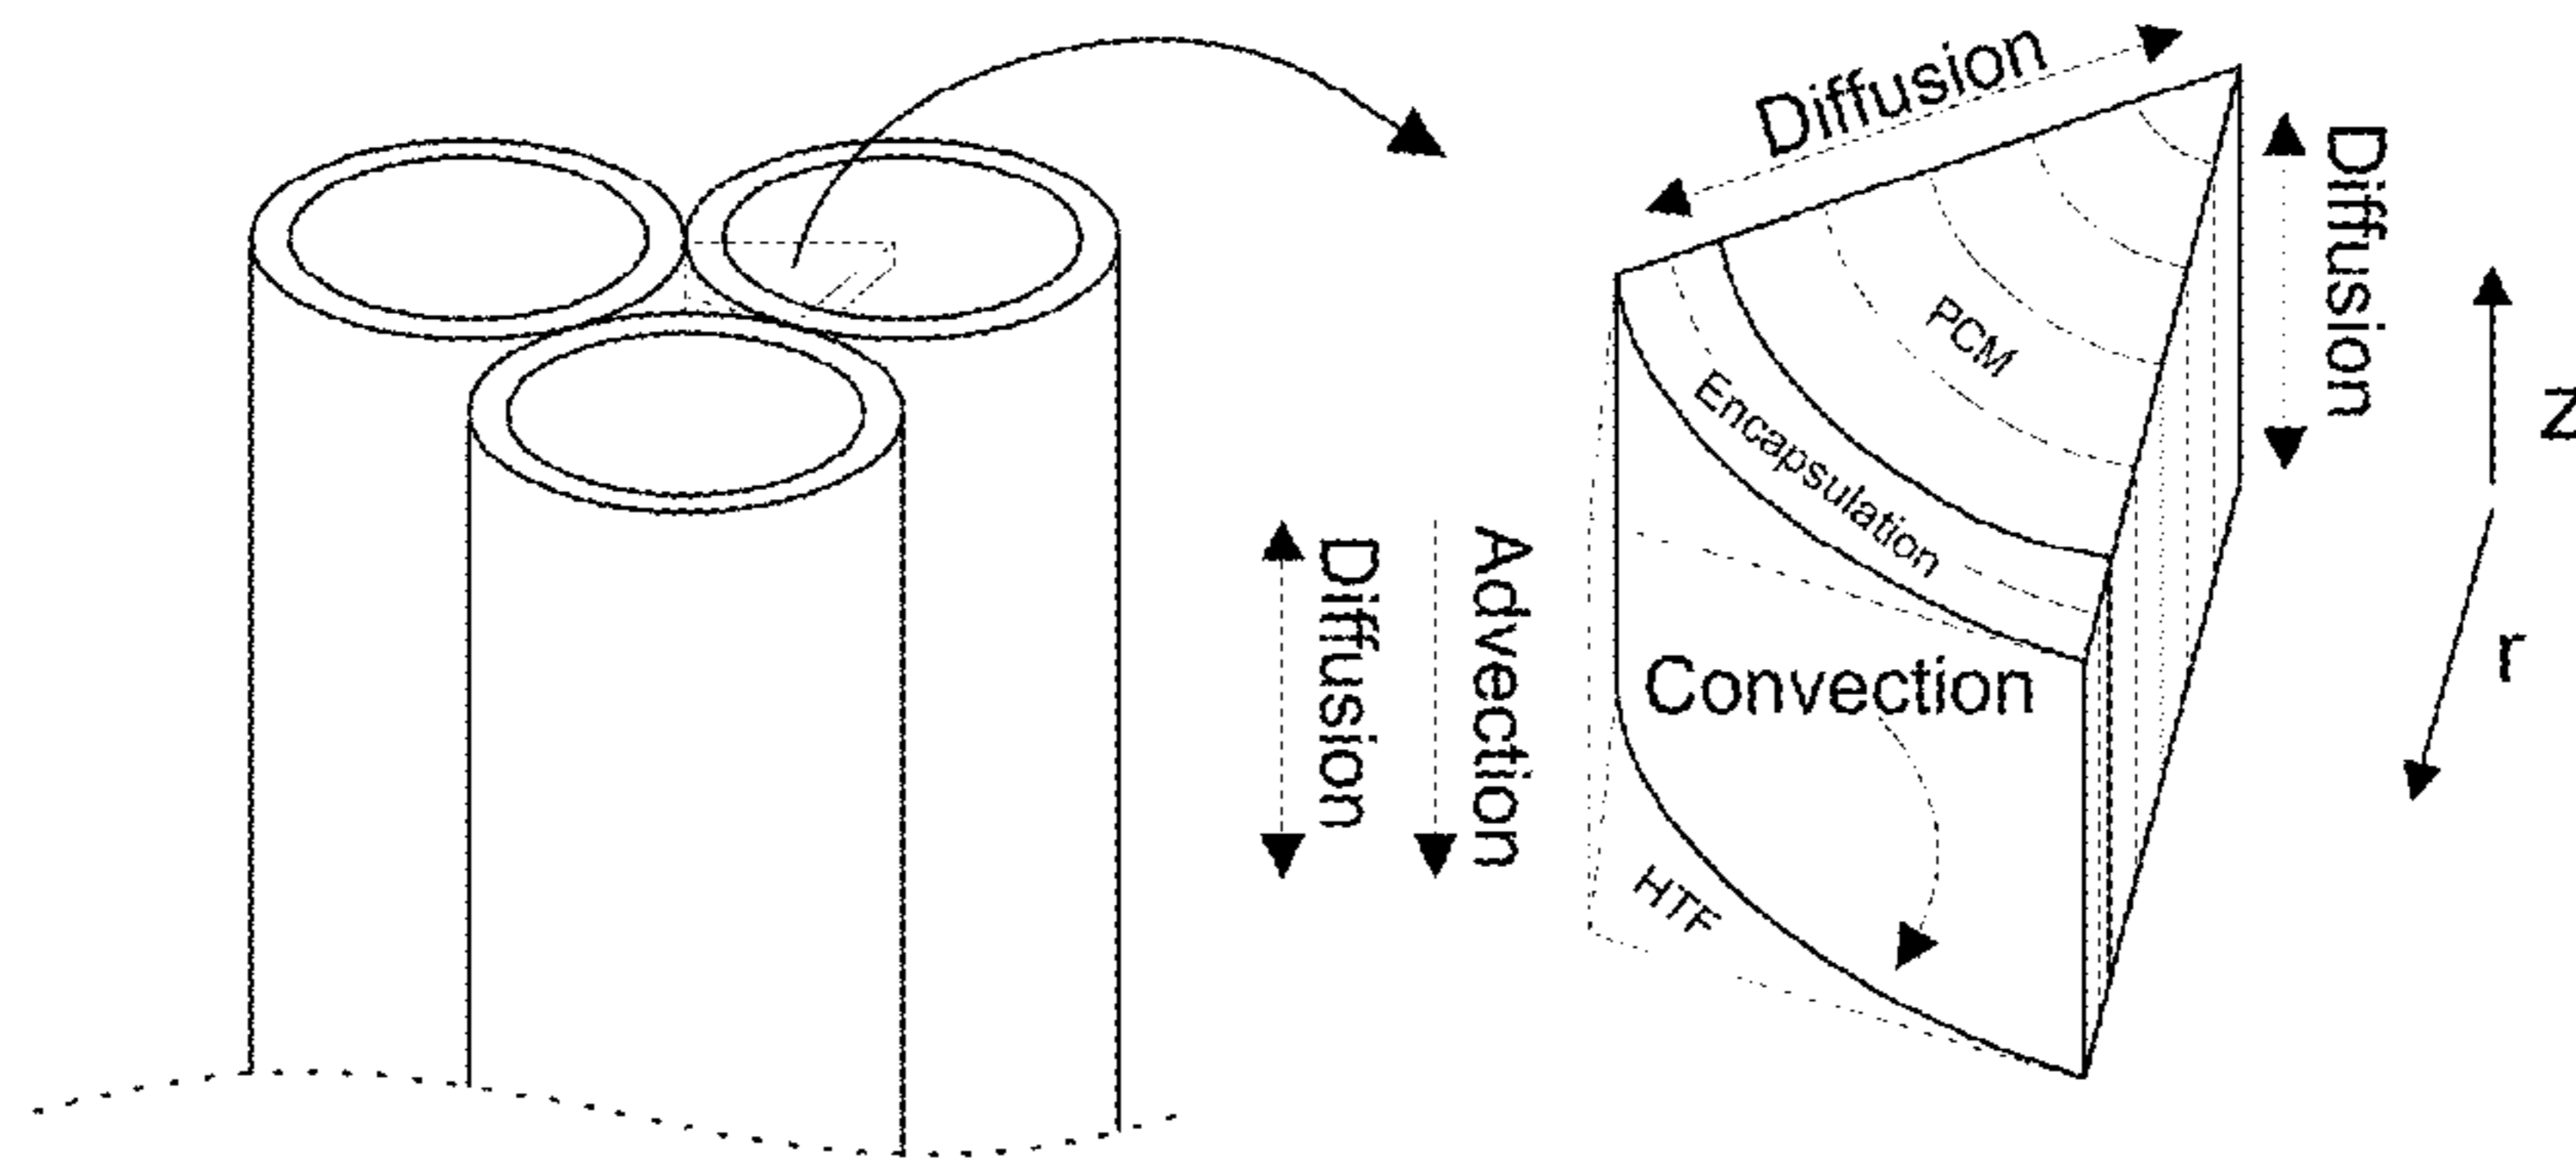 Diffusion
Diffusion
PCM
Encapsulation
Z
Diffusion
Advection
Convection
r
HTF